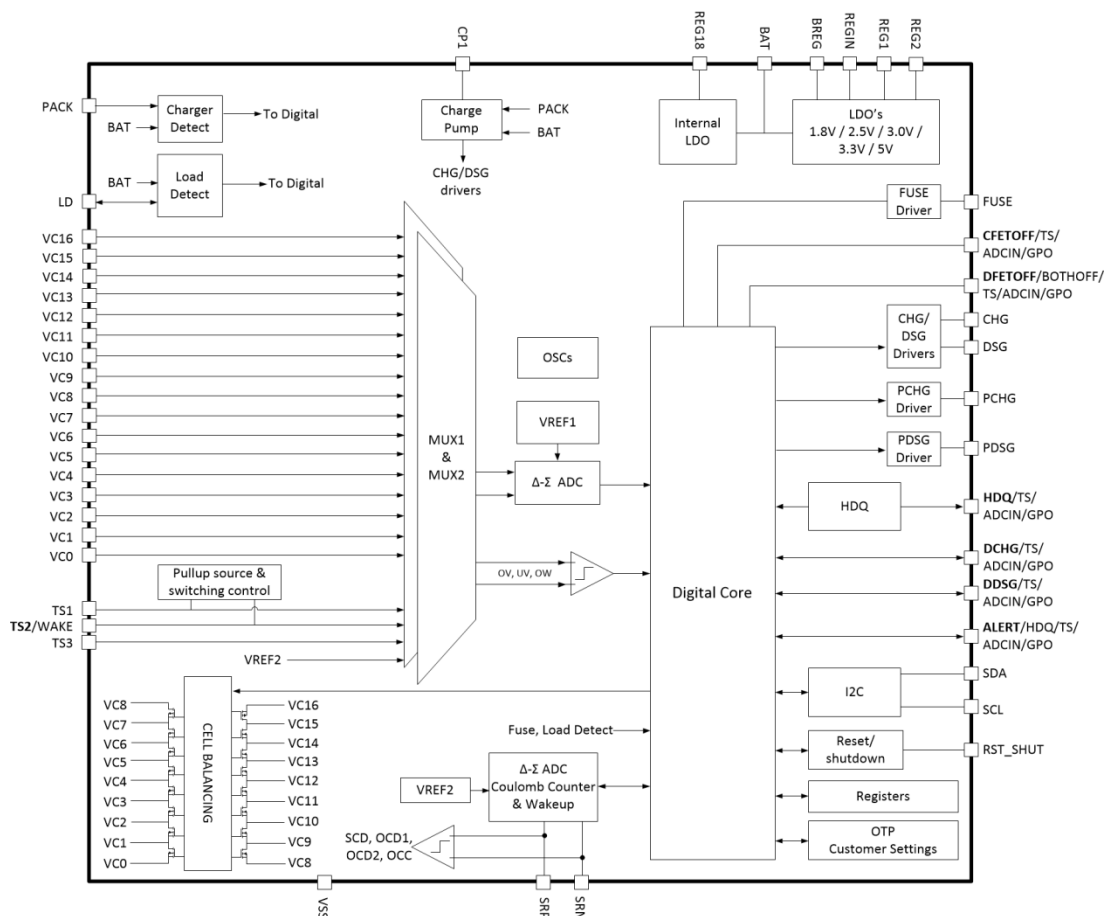 CP1
REG18
BAT
BREG
REGIN
REG1
REG2
PACK
BAT
Charger
Detect
To Digital
Charge
Pump
PACK
BAT
CHG/DSG
drivers
Internal
LDO
LDO's
1.8V / 2.5V / 3.0V /
3.3V / 5V
BAT
LD
Load
Detect
To Digital
FUSE
Driver
FUSE
CFETOFF/TS/
ADCIN/GPO
DFETOFF/BOTHOFF/
TS/ADCIN/GPO
CHG/
DSG
Drivers
CHG
DSG
PCHG
Driver
PCHG
PDSG
Driver
PDSG
HDQ
HDQ/TS/
ADCIN/GPO
DCHG/TS/
ADCIN/GPO
DDSG/TS/
ADCIN/GPO
ALERT/HDQ/TS/
ADCIN/GPO
I2C
SDA
SCL
Reset/
shutdown
RST_SHUT
Registers
OTP
Customer Settings
VC16
VC15
VC14
VC13
VC12
VC11
VC10
VC9
VC8
VC7
VC6
VC5
VC4
VC3
VC2
VC1
VC0
MUX1
&
MUX2
OSCs
VREF1
Δ-Σ ADC
OV, UV, OW
Digital Core
Pullup source &
switching control
TS1
TS2/WAKE
TS3
VREF2
VC8
VC7
VC6
VC5
VC4
VC3
VC2
VC1
VC0
CELL BALANCING
VC16
VC15
VC14
VC13
VC12
VC11
VC10
VC9
VC8
Fuse, Load Detect
VREF2
Δ-Σ ADC
Coulomb Counter
& Wakeup
SCD, OCD1,
OCD2, OCC
VSS
SRP
SRN